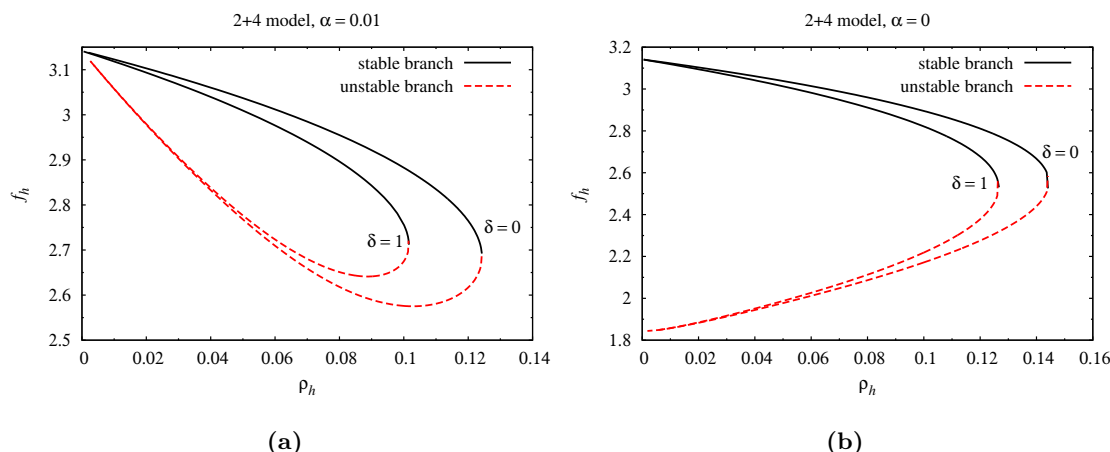 2+4 model, α = 0.01
3.1
3
2.9
2.8
2.7
2.6
2.5
f_h
stable branch
unstable branch
δ = 1
δ = 0
0 0.02 0.04 0.06 0.08 0.1 0.12 0.14
ρ_h
(a)
2+4 model, α = 0
3.2
3
2.8
2.6
2.4
2.2
2
1.8
f_h
stable branch
unstable branch
δ = 0
δ = 1
0 0.02 0.04 0.06 0.08 0.1 0.12 0.14 0.16
ρ_h
(b)